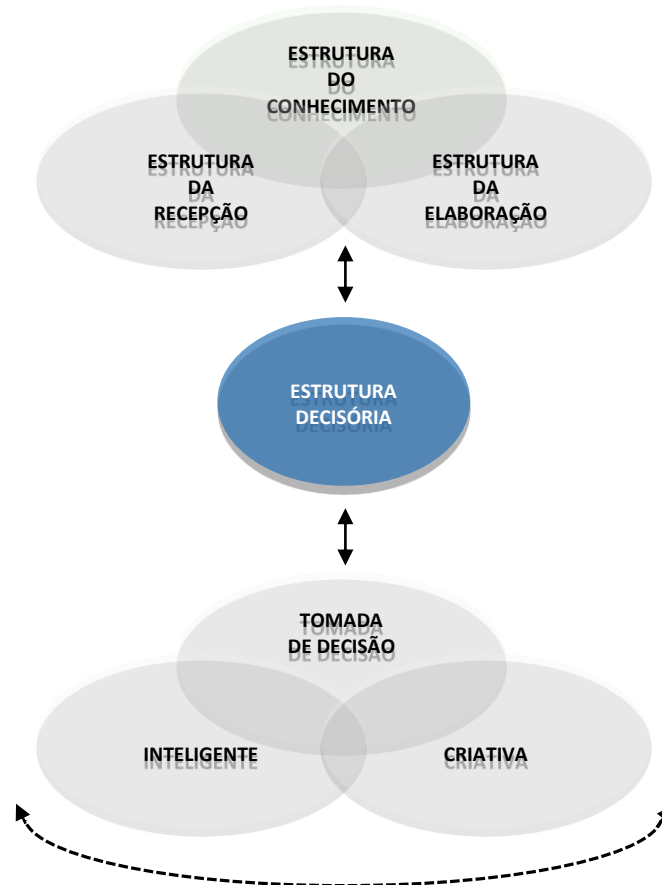 ESTRUTURA
DO
CONHECIMENTO
ESTRUTURA
DA
RECEPÇÃO
ESTRUTURA
DA
ELABORAÇÃO
ESTRUTURA
DECISÓRIA
TOMADA
DE DECISÃO
INTELIGENTE
CRIATIVA